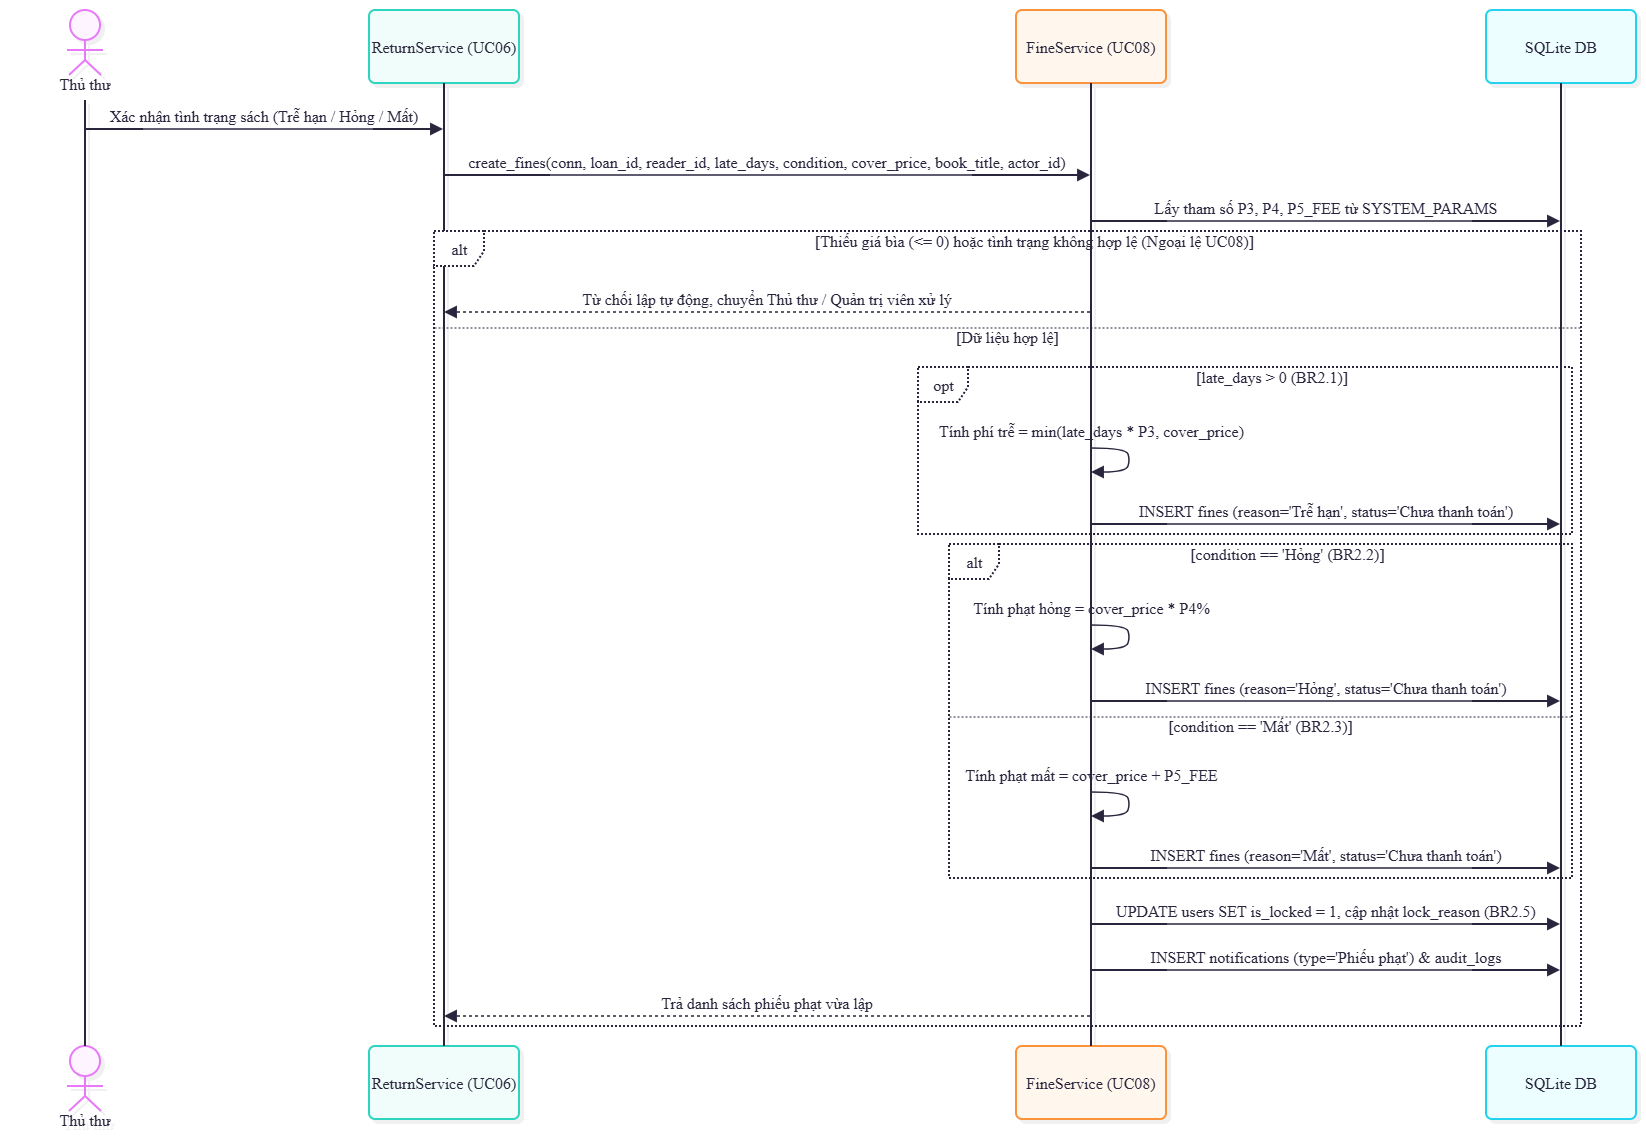 ReturnService (UC06)
FineService (UC08)
SQLite DB
Thủ thư
Xác nhận tình trạng sách (Trễ hạn / Hỏng / Mất)
create_fines(conn, loan_id, reader_id, late_days, condition, cover_price, book_title, actor_id)
Lấy tham số P3, P4, P5_FEE từ SYSTEM_PARAMS
alt
[Thiếu giá bìa (<= 0) hoặc tình trạng không hợp lệ (Ngoại lệ UC08)]
Từ chối lập tự động, chuyển Thủ thư / Quản trị viên xử lý
[Dữ liệu hợp lệ]
opt
[late_days > 0 (BR2.1)]
Tính phí trễ = min(late_days * P3, cover_price)
INSERT fines (reason='Trễ hạn', status='Chưa thanh toán')
alt
[condition == 'Hỏng' (BR2.2)]
Tính phạt hỏng = cover_price * P4%
INSERT fines (reason='Hỏng', status='Chưa thanh toán')
[condition == 'Mất' (BR2.3)]
Tính phạt mất = cover_price + P5_FEE
INSERT fines (reason='Mất', status='Chưa thanh toán')
UPDATE users SET is_locked = 1, cập nhật lock_reason (BR2.5)
INSERT notifications (type='Phiếu phạt') & audit_logs
Trả danh sách phiếu phạt vừa lập
ReturnService (UC06)
FineService (UC08)
SQLite DB
Thủ thư